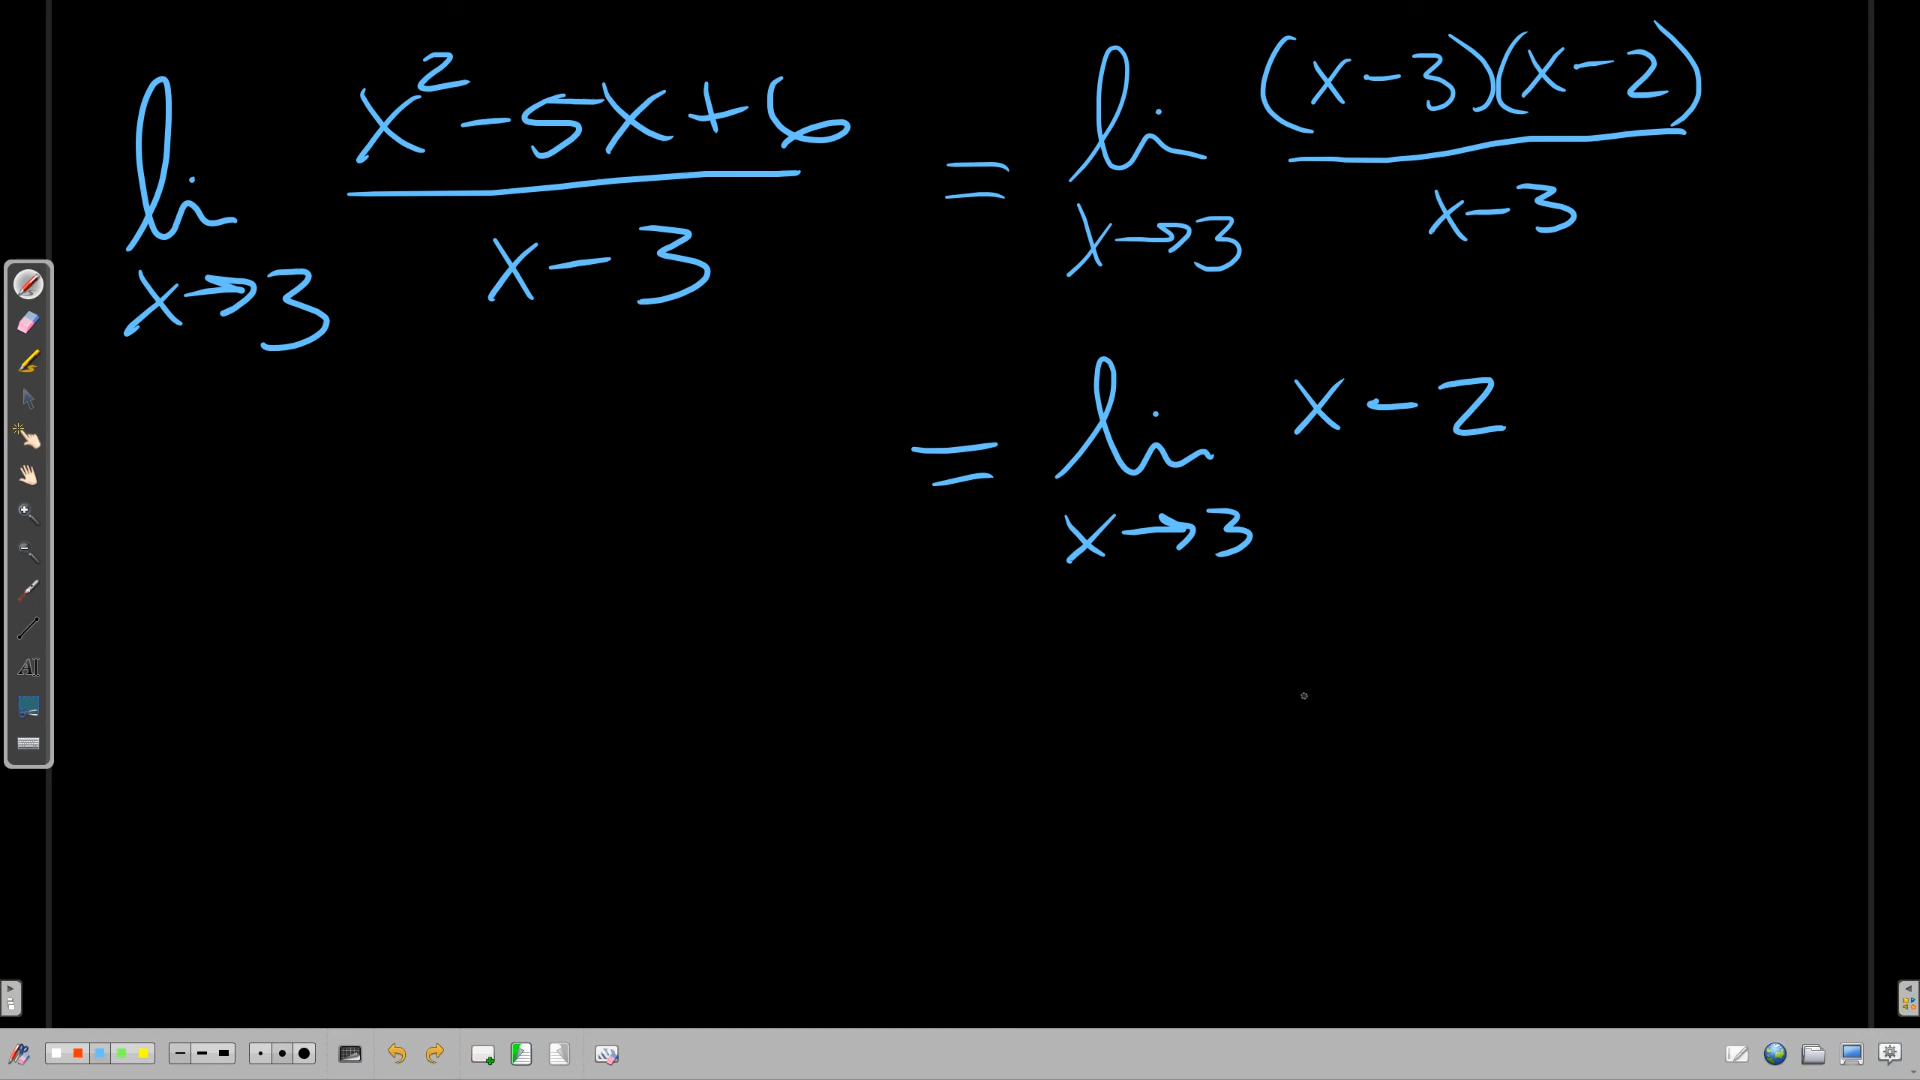 lim x→3 (x² - 5x + 6)/(x - 3) = lim x→3 ((x - 3)(x - 2))/(x - 3)
= lim x→3 x - 2